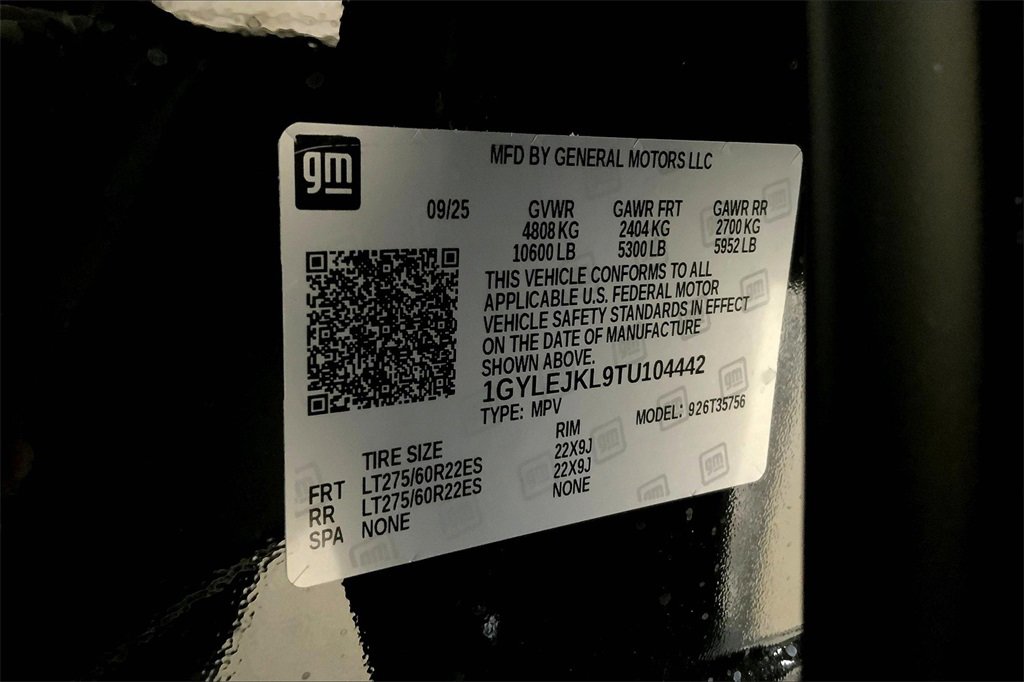 gm
MFD BY GENERAL MOTORS LLC
09/25 GVWR GAWR FRT GAWR RR
4808 KG 2404 KG 2700 KG
10600 LB 5300 LB 5952 LB
THIS VEHICLE CONFORMS TO ALL
APPLICABLE U.S. FEDERAL MOTOR
VEHICLE SAFETY STANDARDS IN EFFECT
ON THE DATE OF MANUFACTURE
SHOWN ABOVE.
1GYLEJKL9TU104442
TYPE: MPV MODEL: 926T35756
TIRE SIZE RIM
FRT LT275/60R22ES 22X9J
RR LT275/60R22ES 22X9J
SPA NONE NONE